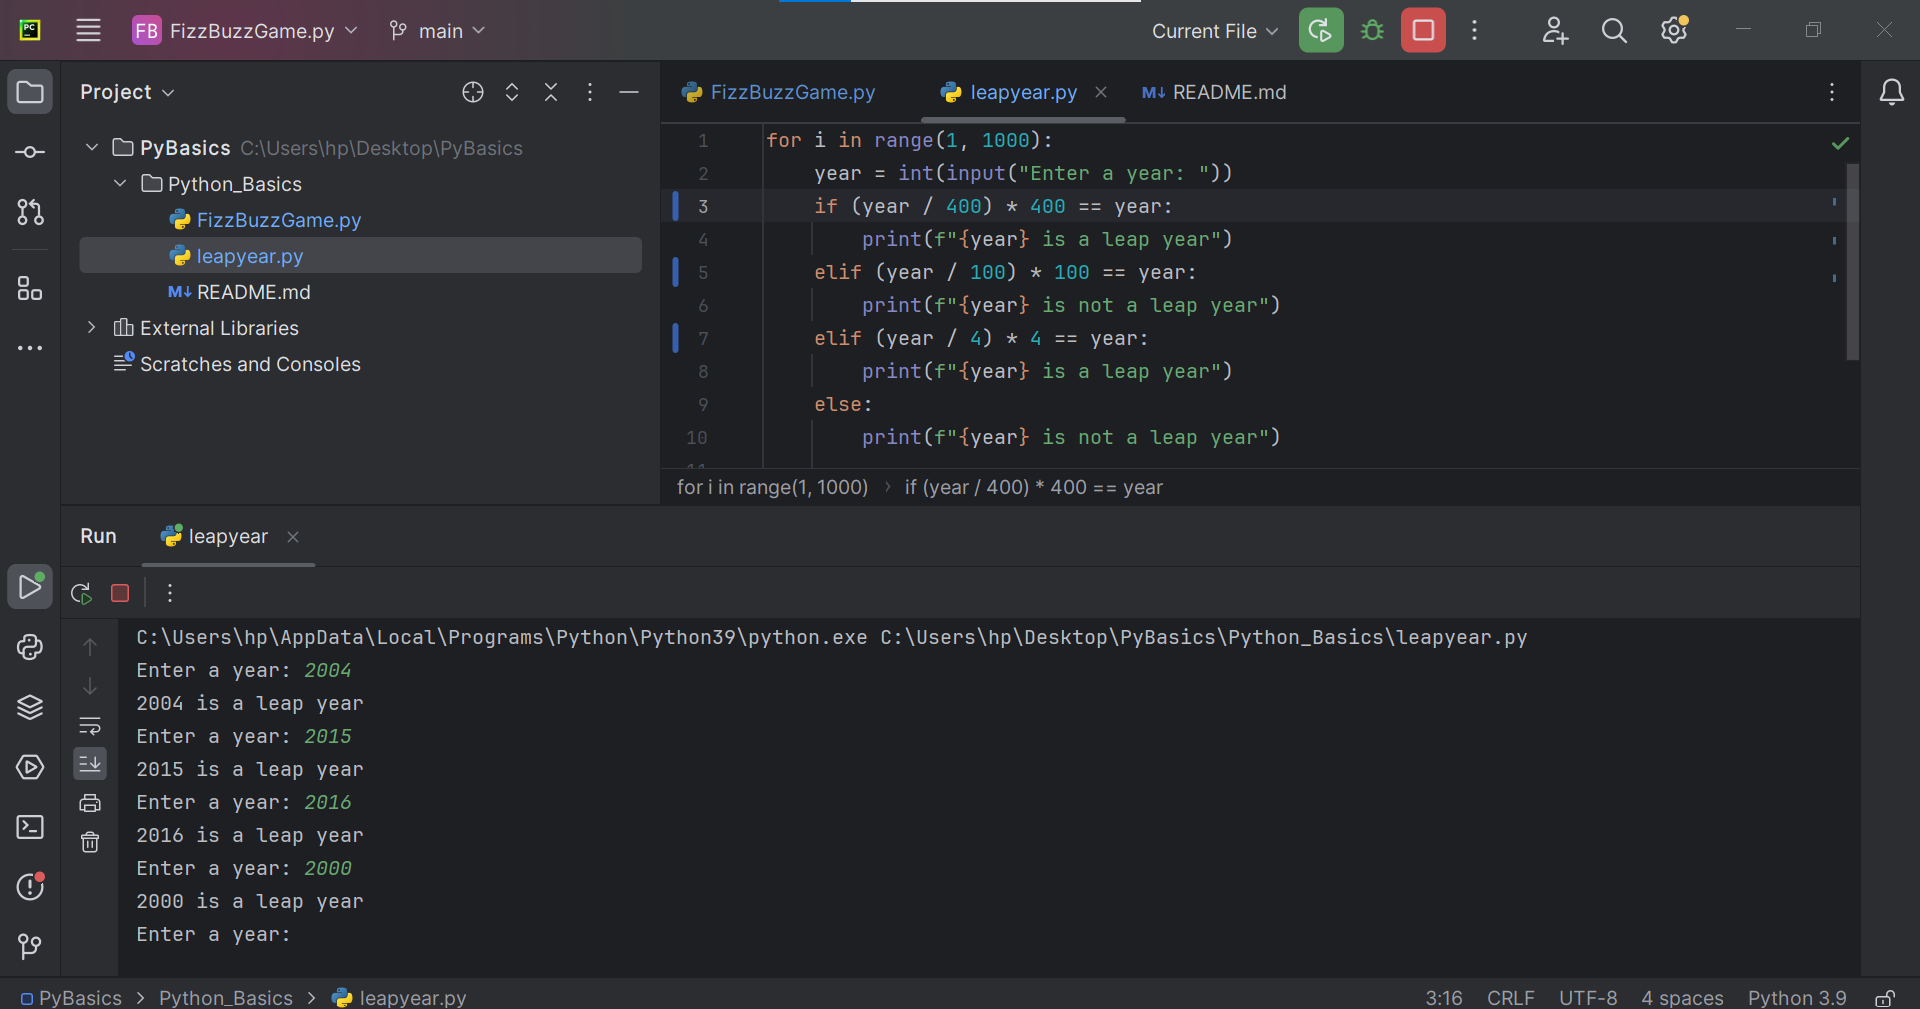 PC
FB FizzBuzzGame.py
main
Current File
Project
PyBasics C:\Users\hp\Desktop\PyBasics
Python_Basics
FizzBuzzGame.py
leapyear.py
M↓ README.md
External Libraries
Scratches and Consoles
FizzBuzzGame.py
leapyear.py
M↓ README.md
1 for i in range(1, 1000):
2 year = int(input("Enter a year: "))
3 if (year / 400) * 400 == year:
4 print(f"{year} is a leap year")
5 elif (year / 100) * 100 == year:
6 print(f"{year} is not a leap year")
7 elif (year / 4) * 4 == year:
8 print(f"{year} is a leap year")
9 else:
10 print(f"{year} is not a leap year")
11
for i in range(1, 1000) › if (year / 400) * 400 == year
Run
leapyear
C:\Users\hp\AppData\Local\Programs\Python\Python39\python.exe C:\Users\hp\Desktop\PyBasics\Python_Basics\leapyear.py
Enter a year: 2004
2004 is a leap year
Enter a year: 2015
2015 is a leap year
Enter a year: 2016
2016 is a leap year
Enter a year: 2000
2000 is a leap year
Enter a year:
PyBasics > Python_Basics > leapyear.py
3:16 CRLF UTF-8 4 spaces Python 3.9